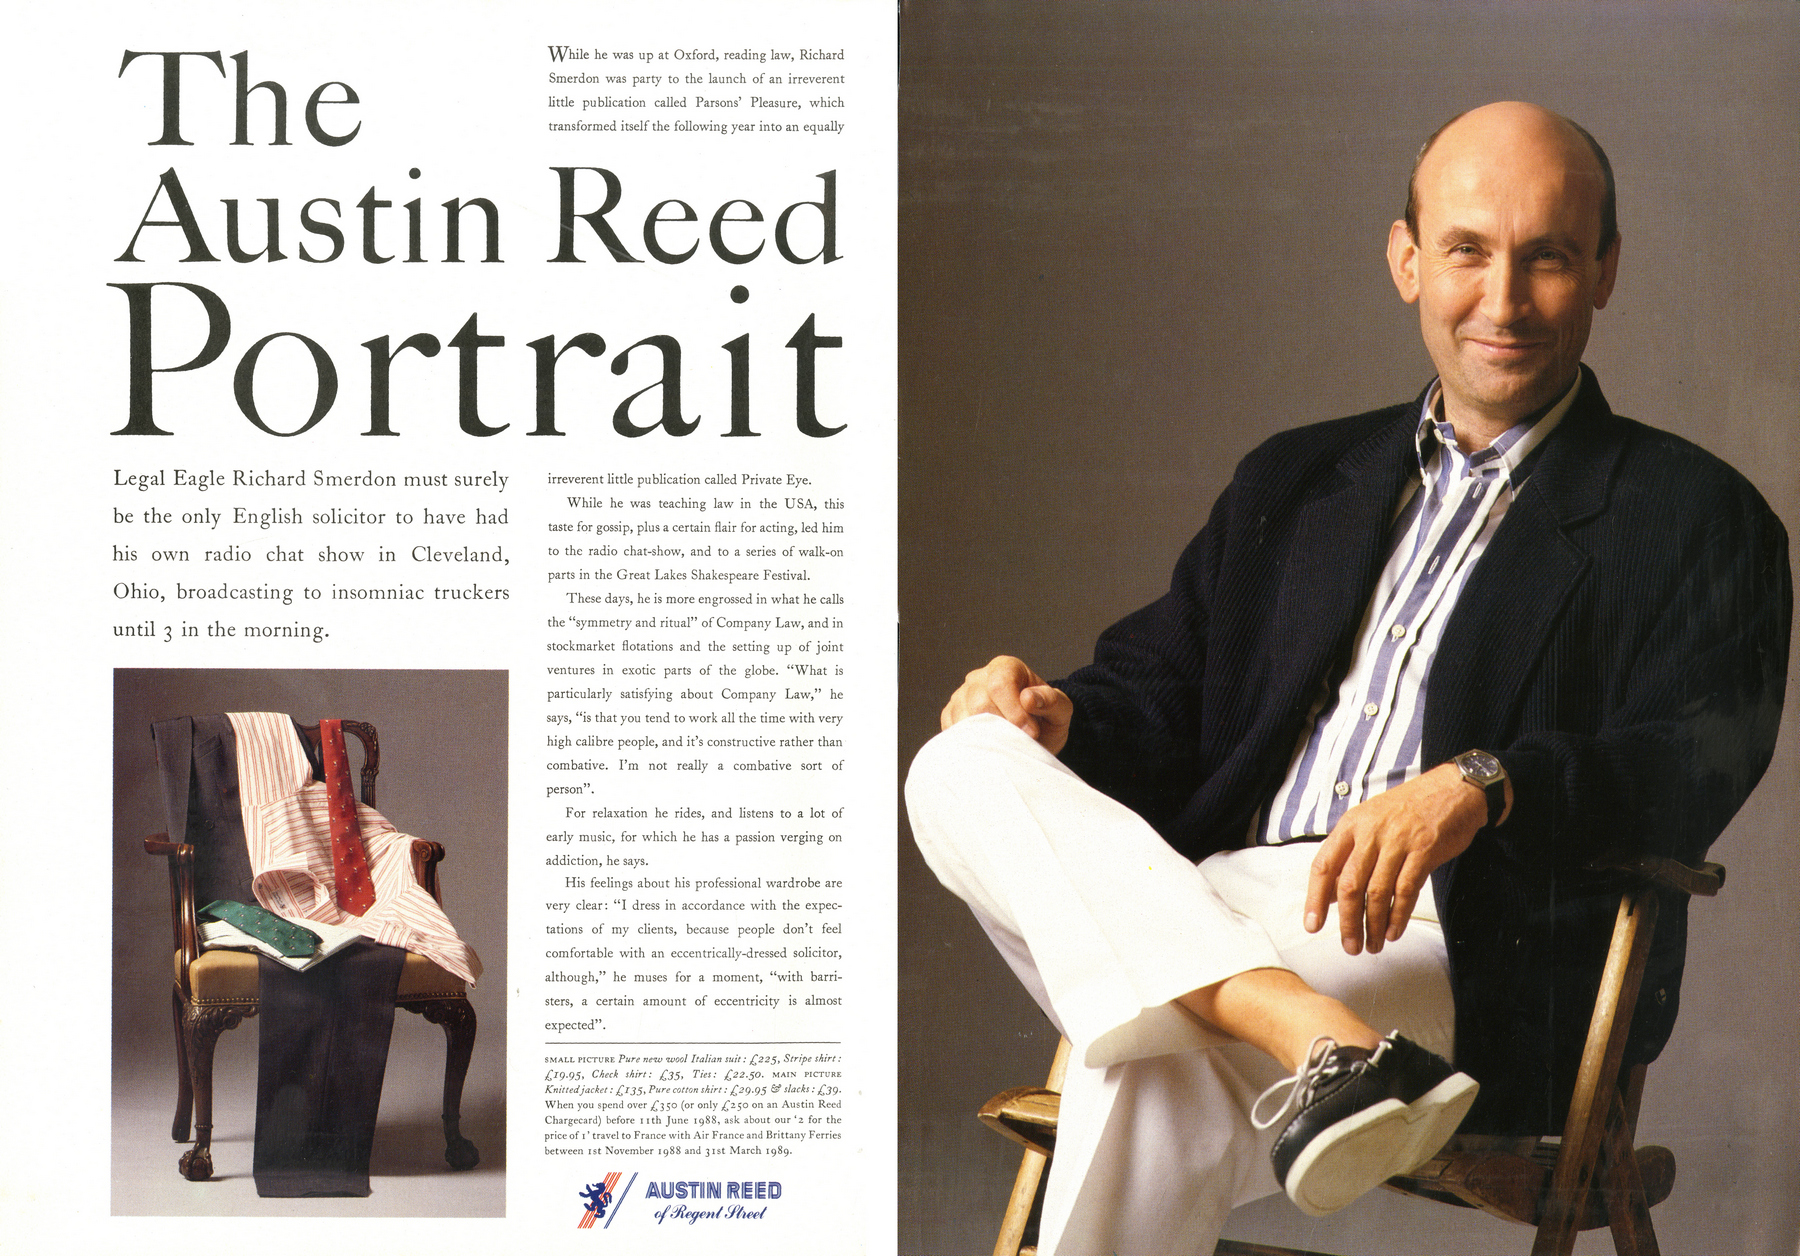 The
Austin Reed
Portrait
Legal Eagle Richard Smerdon must surely
be the only English solicitor to have had
his own radio chat show in Cleveland,
Ohio, broadcasting to insomniac truckers
until 3 in the morning.
While he was up at Oxford, reading law, Richard
Smerdon was party to the launch of an irreverent
little publication called Parsons' Pleasure, which
transformed itself the following year into an equally
irreverent little publication called Private Eye.
While he was teaching law in the USA, this
taste for gossip, plus a certain flair for acting, led him
to the radio chat-show, and to a series of walk-on
parts in the Great Lakes Shakespeare Festival.
These days, he is more engrossed in what he calls
the “symmetry and ritual” of Company Law, and in
stockmarket flotations and the setting up of joint
ventures in exotic parts of the globe. “What is
particularly satisfying about Company Law,” he
says, “is that you tend to work all the time with very
high calibre people, and it's constructive rather than
combative. I'm not really a combative sort of
person”.
For relaxation he rides, and listens to a lot of
early music, for which he has a passion verging on
addiction, he says.
His feelings about his professional wardrobe are
very clear: “I dress in accordance with the expec-
tations of my clients, because people don't feel
comfortable with an eccentrically-dressed solicitor,
although,” he muses for a moment, “with barri-
sters, a certain amount of eccentricity is almost
expected”.
SMALL PICTURE Pure new wool Italian suit: £225, Stripe shirt:
£19.95, Check shirt: £35, Ties: £22.50. MAIN PICTURE
Knitted jacket: £135, Pure cotton shirt: £29.95 & slacks: £39.
When you spend over £350 (or only £250 on an Austin Reed
Chargecard) before 11th June 1988, ask about our ‘2 for the
price of 1’ travel to France with Air France and Brittany Ferries
between 1st November 1988 and 31st March 1989.
AUSTIN REED
of Regent Street